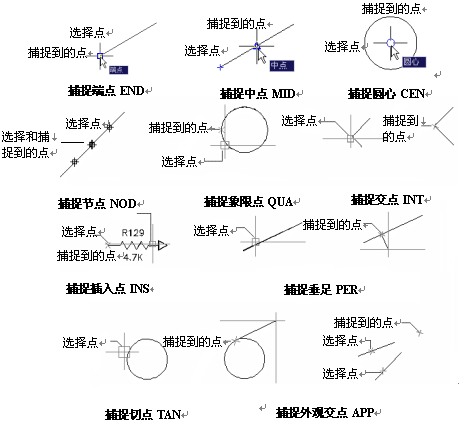 选择点
捕捉到的点
端点
捕捉端点 END
捕捉到的点
选择点
中点
捕捉中点 MID
捕捉到的点
选择点
圆心
捕捉圆心 CEN
选择点
选择和捕
捉到的点
捕捉节点 NOD
捕捉到的点
选择点
捕捉象限点 QUA
选择点
捕捉到
的点
捕捉交点 INT
选择点
R129
捕捉到的点
4.7K
捕捉插入点 INS
选择点
捕捉到的点
捕捉垂足 PER
选择点
捕捉到的点
捕捉切点 TAN
捕捉到的点
选择点
选择点
捕捉外观交点 APP